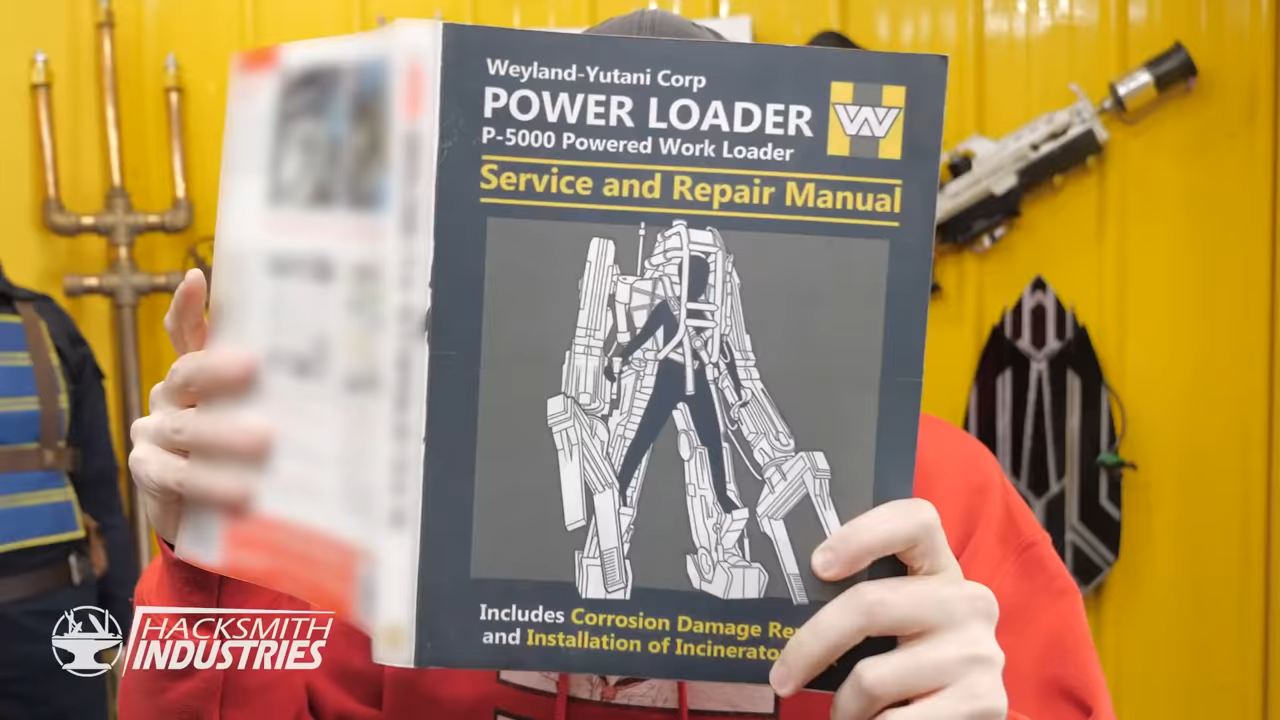 Weyland-Yutani Corp
POWER LOADER
P-5000 Powered Work Loader
Service and Repair Manual
Includes Corrosion Damage
and Installation of
HACKSMITH
INDUSTRIES